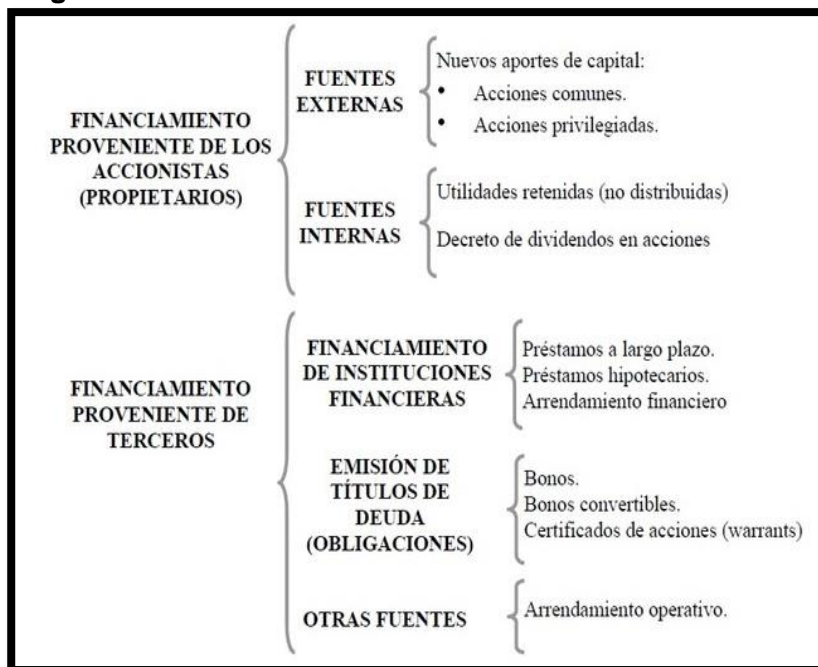 FINANCIAMIENTO
PROVENIENTE DE LOS
ACCIONISTAS
(PROPIETARIOS)
FUENTES
EXTERNAS
Nuevos aportes de capital:
• Acciones comunes.
• Acciones privilegiadas.
FUENTES
INTERNAS
Utilidades retenidas (no distribuidas)
Decreto de dividendos en acciones
FINANCIAMIENTO
PROVENIENTE DE
TERCEROS
FINANCIAMIENTO
DE INSTITUCIONES
FINANCIERAS
Préstamos a largo plazo.
Préstamos hipotecarios.
Arrendamiento financiero
EMISIÓN DE
TÍTULOS DE
DEUDA
(OBLIGACIONES)
Bonos.
Bonos convertibles.
Certificados de acciones (warrants)
OTRAS FUENTES
Arrendamiento operativo.